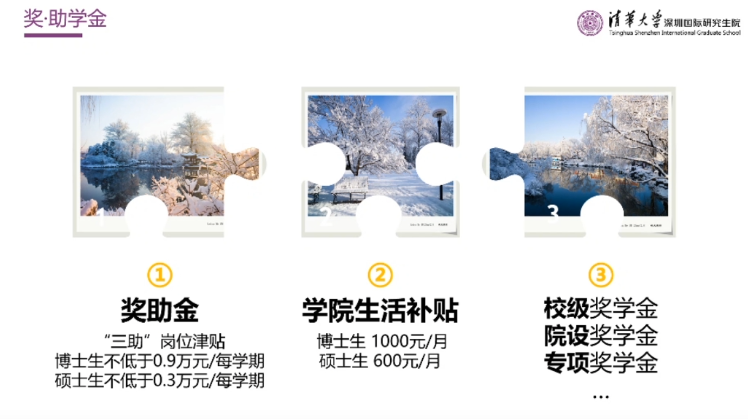 奖·助学金
清华大学深圳国际研究生院
Tsinghua Shenzhen International Graduate School
2
3
①
②
③
奖助金
学院生活补贴
校级奖学金
院设奖学金
专项奖学金
...
“三助”岗位津贴
博士生不低于0.9万元/每学期
硕士生不低于0.3万元/每学期
博士生 1000元/月
硕士生 600元/月